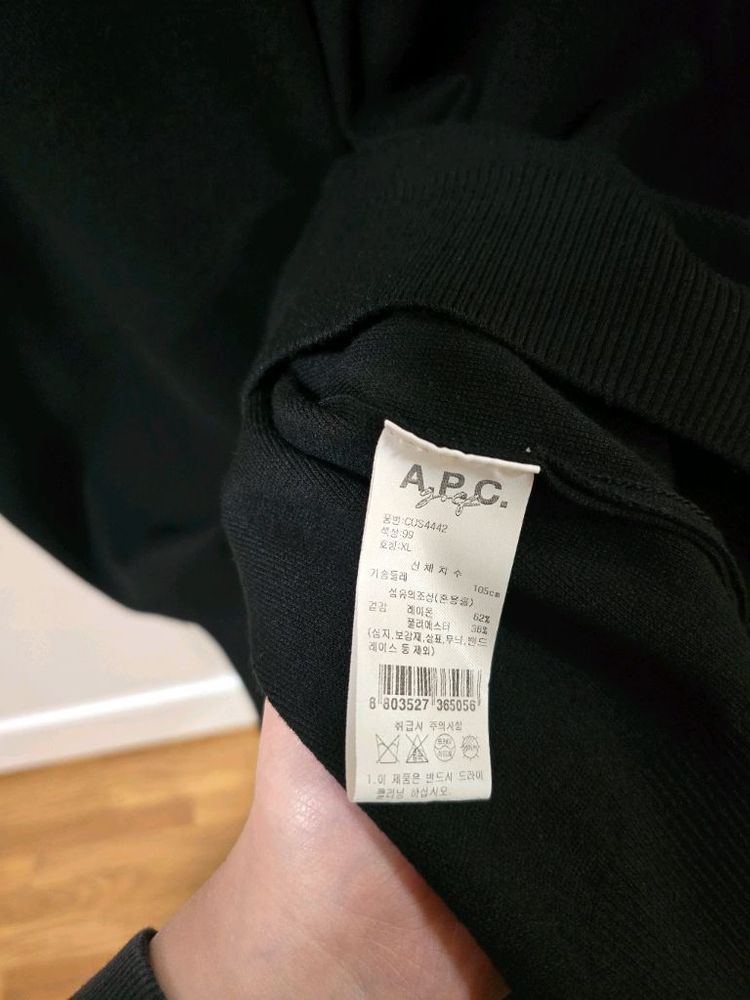 A.P.C.
golf
품번:CUS4442
색상:99
호칭:XL
신체치수
가슴둘레 105cm
섬유의조성(혼용율)
겉감 레이온 62%
폴리에스터 38%
(심지,보강재,상표,무늬,밴드
레이스 등 제외)
8 803527 365056
취급시 주의사항
드라이
1.이 제품은 반드시 드라이
클리닝 하십시오.